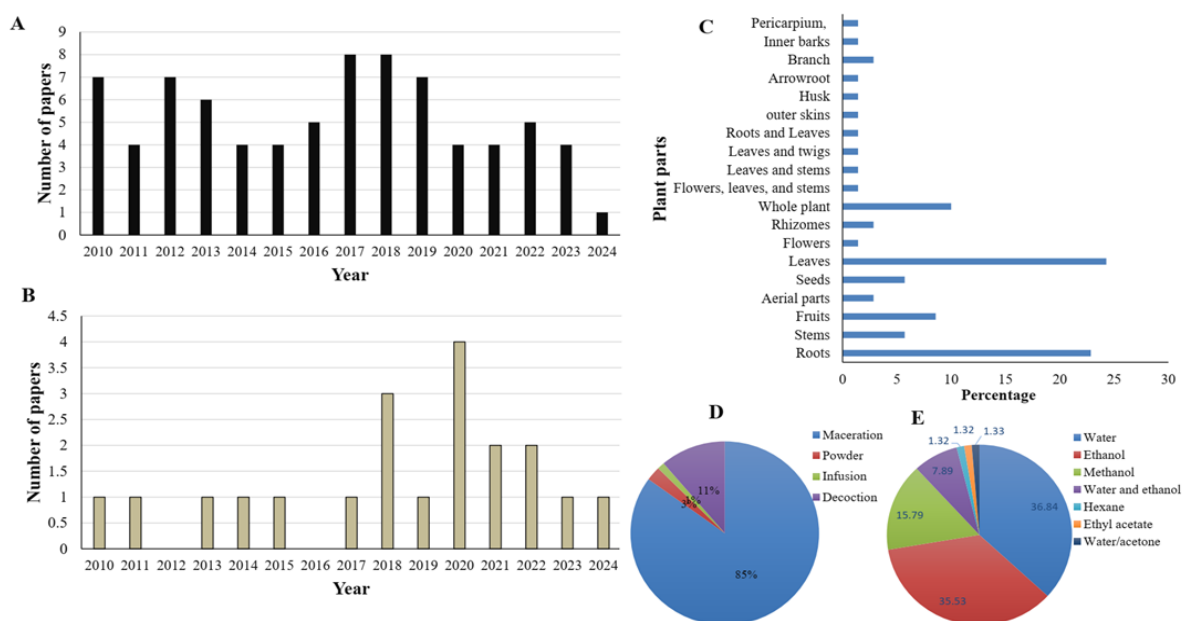 A
Number of papers
9
8
7
6
5
4
3
2
1
0
2010 2011 2012 2013 2014 2015 2016 2017 2018 2019 2020 2021 2022 2023 2024
Year
B
Number of papers
4.5
4
3.5
3
2.5
2
1.5
1
0.5
0
2010 2011 2012 2013 2014 2015 2016 2017 2018 2019 2020 2021 2022 2023 2024
Year
C
Plant parts
Pericarpium,
Inner barks
Branch
Arrowroot
Husk
outer skins
Roots and Leaves
Leaves and twigs
Leaves and stems
Flowers, leaves, and stems
Whole plant
Rhizomes
Flowers
Leaves
Seeds
Aerial parts
Fruits
Stems
Roots
0 5 10 15 20 25 30
Percentage
D
11%
1%
3%
85%
Maceration
Powder
Infusion
Decoction
E
1.32
1.33
1.32
7.89
36.84
15.79
35.53
Water
Ethanol
Methanol
Water and ethanol
Hexane
Ethyl acetate
Water/acetone